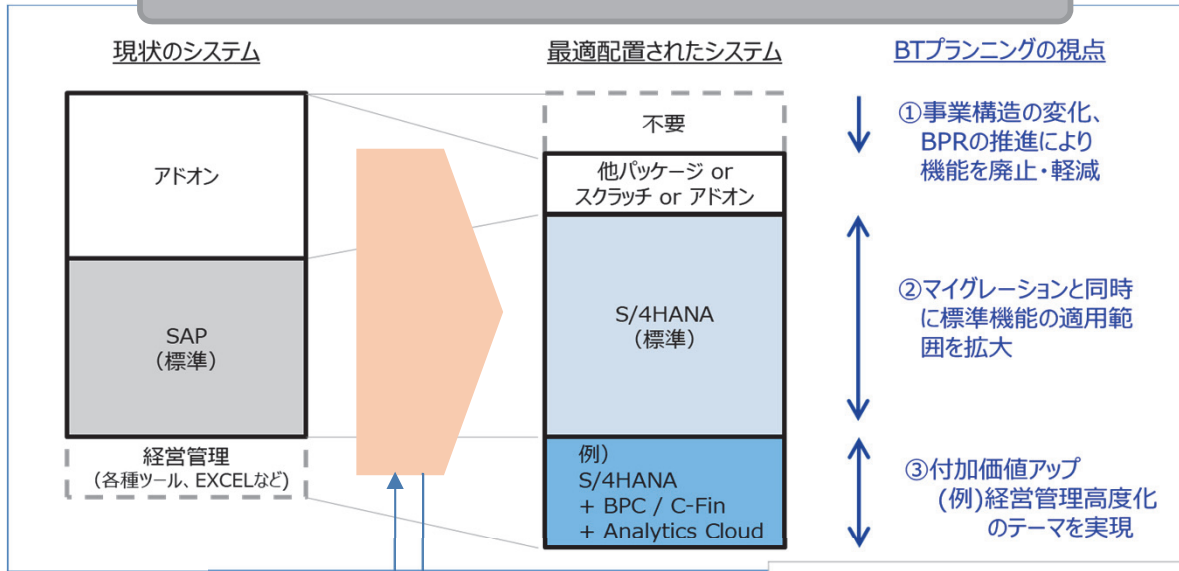 現状のシステム
アドオン
SAP
(標準)
経営管理
(各種ツール、EXCELなど)
最適配置されたシステム
不要
他パッケージ or
スクラッチ or アドオン
S/4HANA
(標準)
例)
S/4HANA
+ BPC / C-Fin
+ Analytics Cloud
BTプランニングの視点
①事業構造の変化、
BPRの推進により
機能を廃止・軽減
②マイグレーションと同時
に標準機能の適用範
囲を拡大
③付加価値アップ
(例)経営管理高度化
のテーマを実現